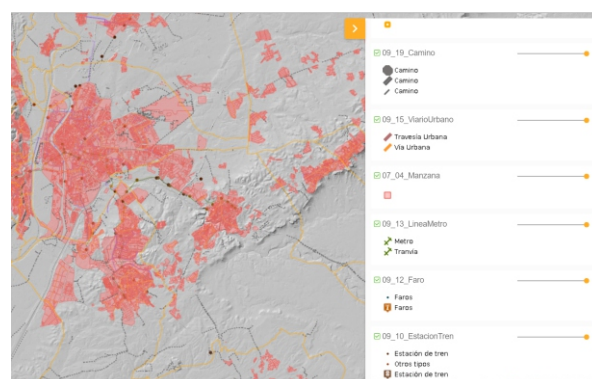 09_19_Camino
Camino
Camino
Camino
09_15_ViarioUrbano
Travesía Urbana
Vía Urbana
07_04_Manzana
09_13_LineaMetro
Metro
Tranvía
09_12_Faro
Faros
Faros
09_10_EstacionTren
Estación de tren
Otros tipos
Estación de tren